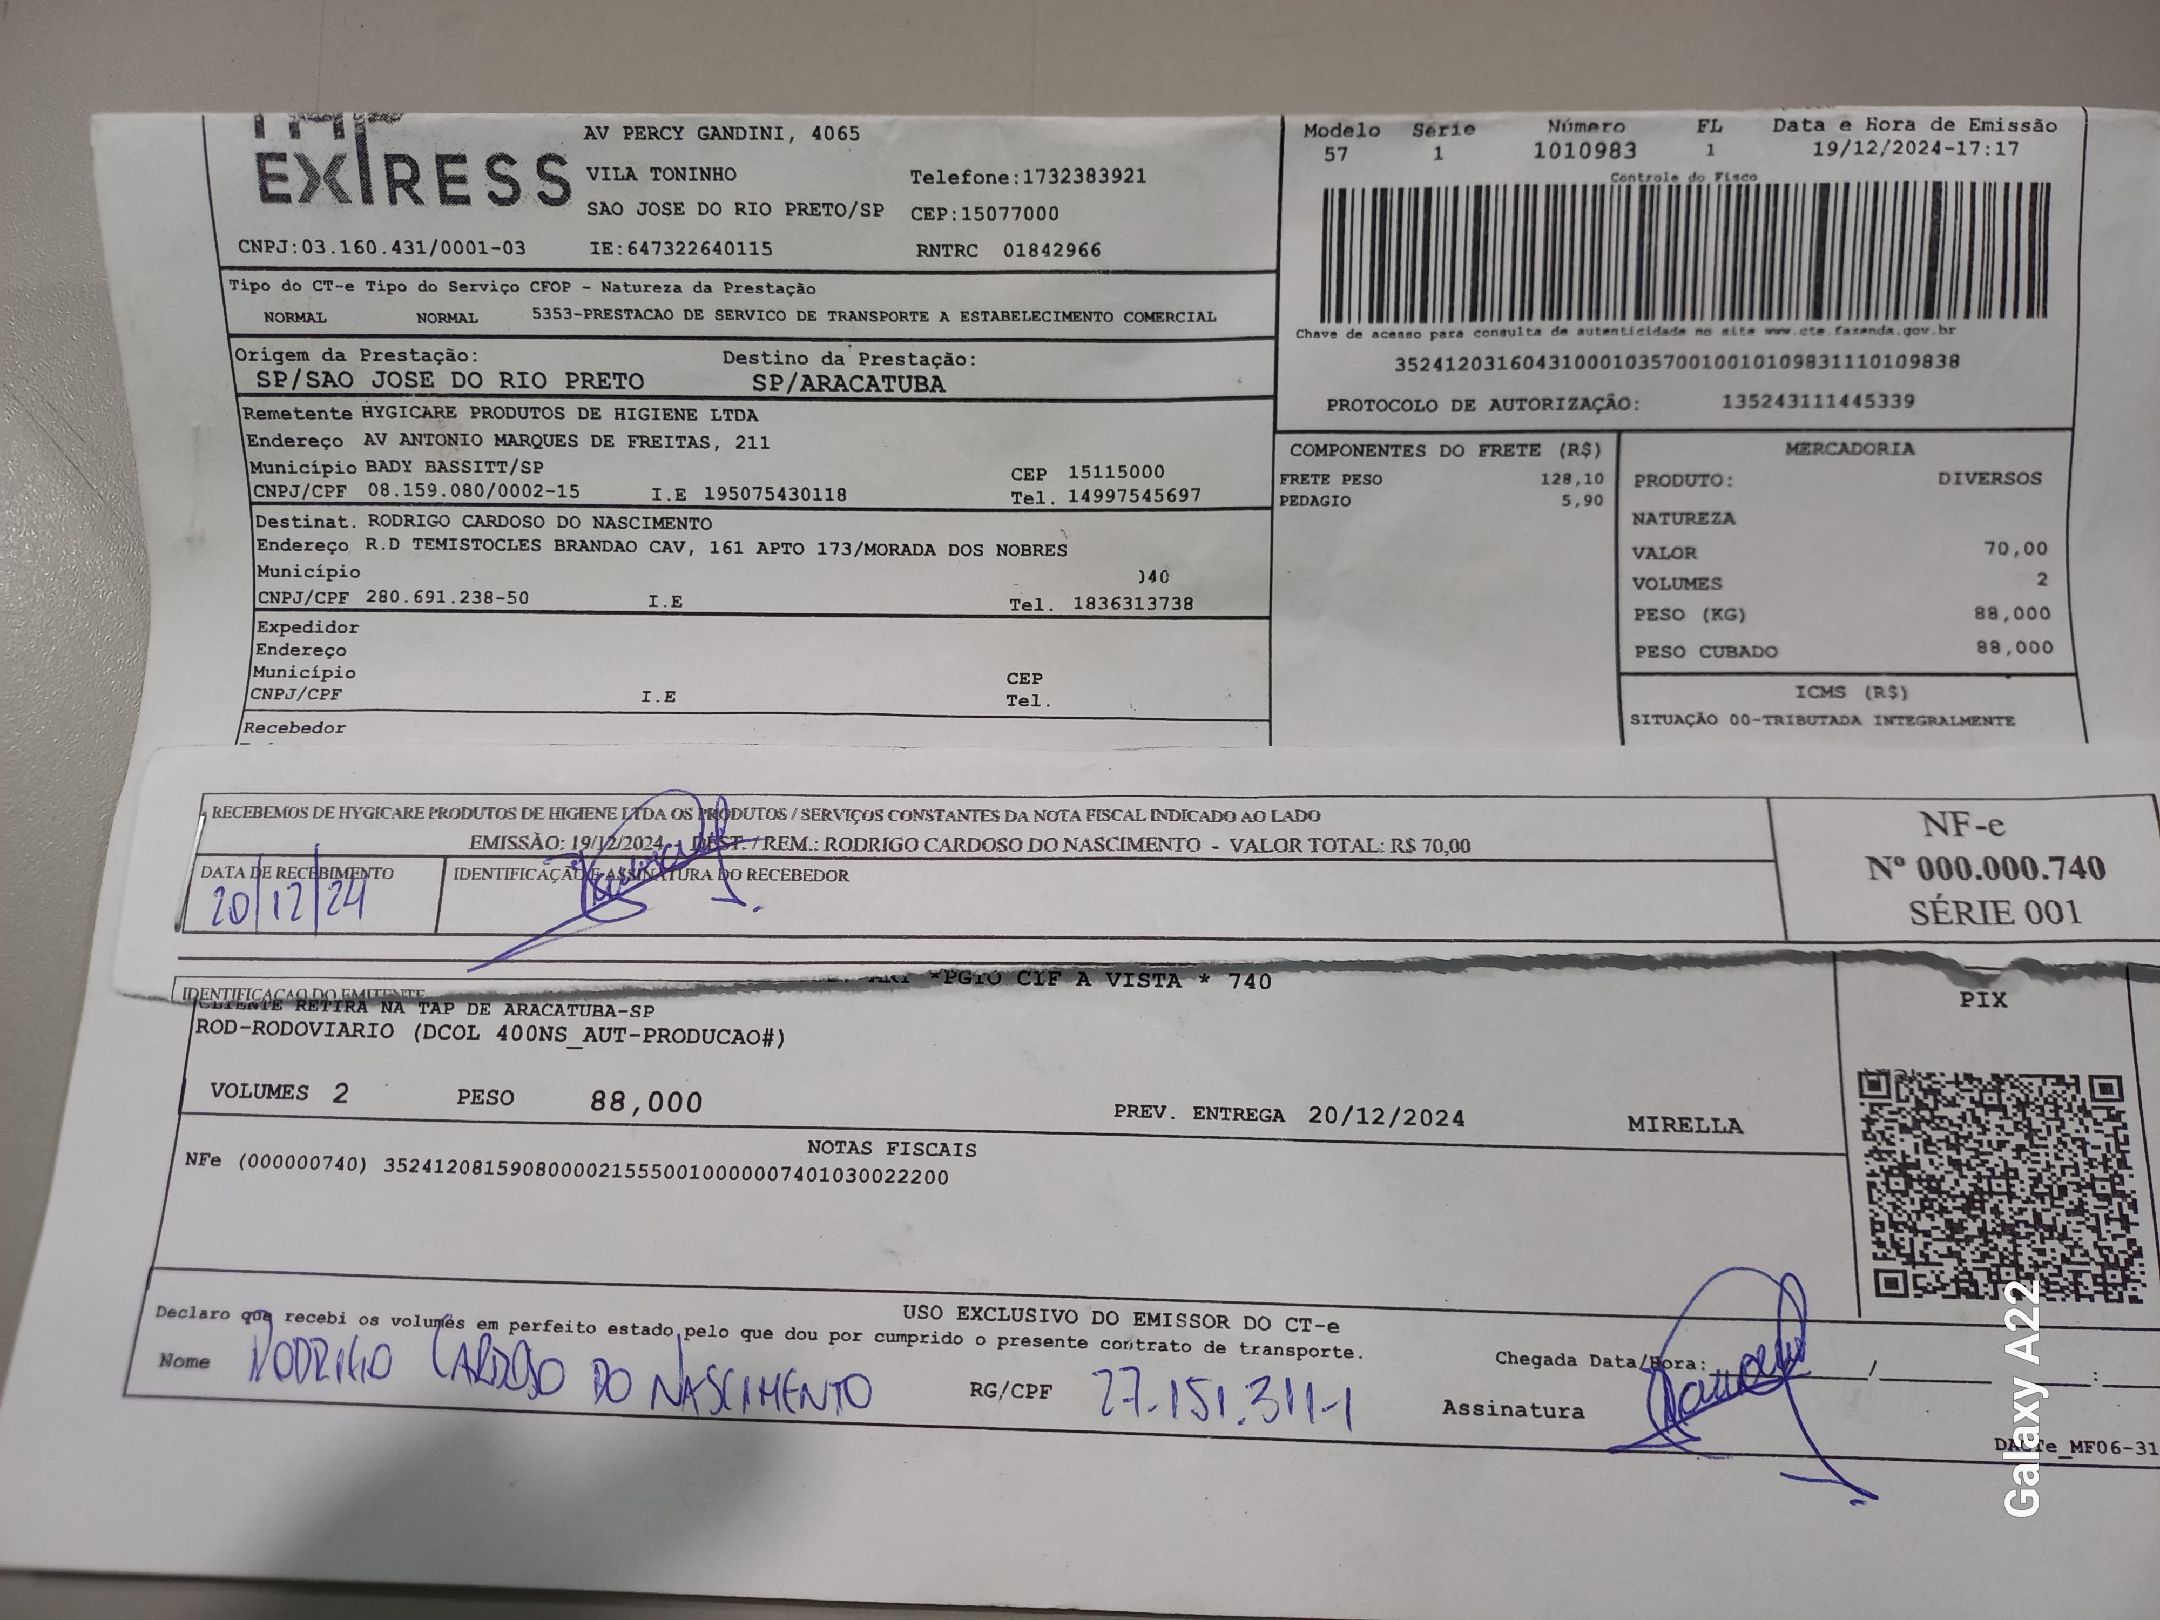 EXPRESS
AV PERCY GANDINI, 4065
VILA TONINHO Telefone:1732383921
SAO JOSE DO RIO PRETO/SP CEP:15077000
CNPJ:03.160.431/0001-03 IE:647322640115 RNTRC 01842966
Modelo Série Número FL Data e Hora de Emissão
57 1 1010983 1 19/12/2024-17:17
Controle do Fisco
Chave de acesso para consulta de autenticidade no site www.cte.fazenda.gov.br
35241203160431000103570010010109831110109838
PROTOCOLO DE AUTORIZAÇÃO: 135243111445339
Tipo do CT-e Tipo do Serviço CFOP - Natureza da Prestação
NORMAL NORMAL 5353-PRESTACAO DE SERVICO DE TRANSPORTE A ESTABELECIMENTO COMERCIAL
Origem da Prestação: Destino da Prestação:
SP/SAO JOSE DO RIO PRETO SP/ARACATUBA
Remetente HYGICARE PRODUTOS DE HIGIENE LTDA
Endereço AV ANTONIO MARQUES DE FREITAS, 211
Município BADY BASSITT/SP CEP 15115000
CNPJ/CPF 08.159.080/0002-15 I.E 195075430118 Tel. 14997545697
Destinat. RODRIGO CARDOSO DO NASCIMENTO
Endereço R.D TEMISTOCLES BRANDAO CAV, 161 APTO 173/MORADA DOS NOBRES
Município 040
CNPJ/CPF 280.691.238-50 I.E Tel. 1836313738
Expedidor
Endereço
Município CEP
CNPJ/CPF I.E Tel.
Recebedor
COMPONENTES DO FRETE (R$)
FRETE PESO 128,10
PEDAGIO 5,90
MERCADORIA
PRODUTO: DIVERSOS
NATUREZA
VALOR 70,00
VOLUMES 2
PESO (KG) 88,000
PESO CUBADO 88,000
ICMS (R$)
SITUAÇÃO 00-TRIBUTADA INTEGRALMENTE
RECEBEMOS DE HYGICARE PRODUTOS DE HIGIENE LTDA OS PRODUTOS / SERVIÇOS CONSTANTES DA NOTA FISCAL INDICADO AO LADO
EMISSÃO: 19/12/2024 - DEST. / REM.: RODRIGO CARDOSO DO NASCIMENTO - VALOR TOTAL: R$ 70,00
DATA DE RECEBIMENTO IDENTIFICAÇÃO E ASSINATURA DO RECEBEDOR
20/12/24
NF-e
Nº 000.000.740
SÉRIE 001
IDENTIFICAÇÃO DO EMITENTE
*PGTO CIF A VISTA * 740
CLIENTE RETIRA NA TAP DE ARACATUBA-SP
ROD-RODOVIARIO (DCOL 400NS_AUT-PRODUCAO#)
VOLUMES 2 PESO 88,000 PREV. ENTREGA 20/12/2024 MIRELLA
PIX
NOTAS FISCAIS
NFe (000000740) 35241208159080000215550010000007401030022200
USO EXCLUSIVO DO EMISSOR DO CT-e
Declaro que recebi os volumes em perfeito estado pelo que dou por cumprido o presente contrato de transporte.
Nome RODRIGO CARDOSO DO NASCIMENTO RG/CPF 27.151.311-1
Chegada Data/Hora: / :
Assinatura
DACTe_MF06-31
Galaxy A22